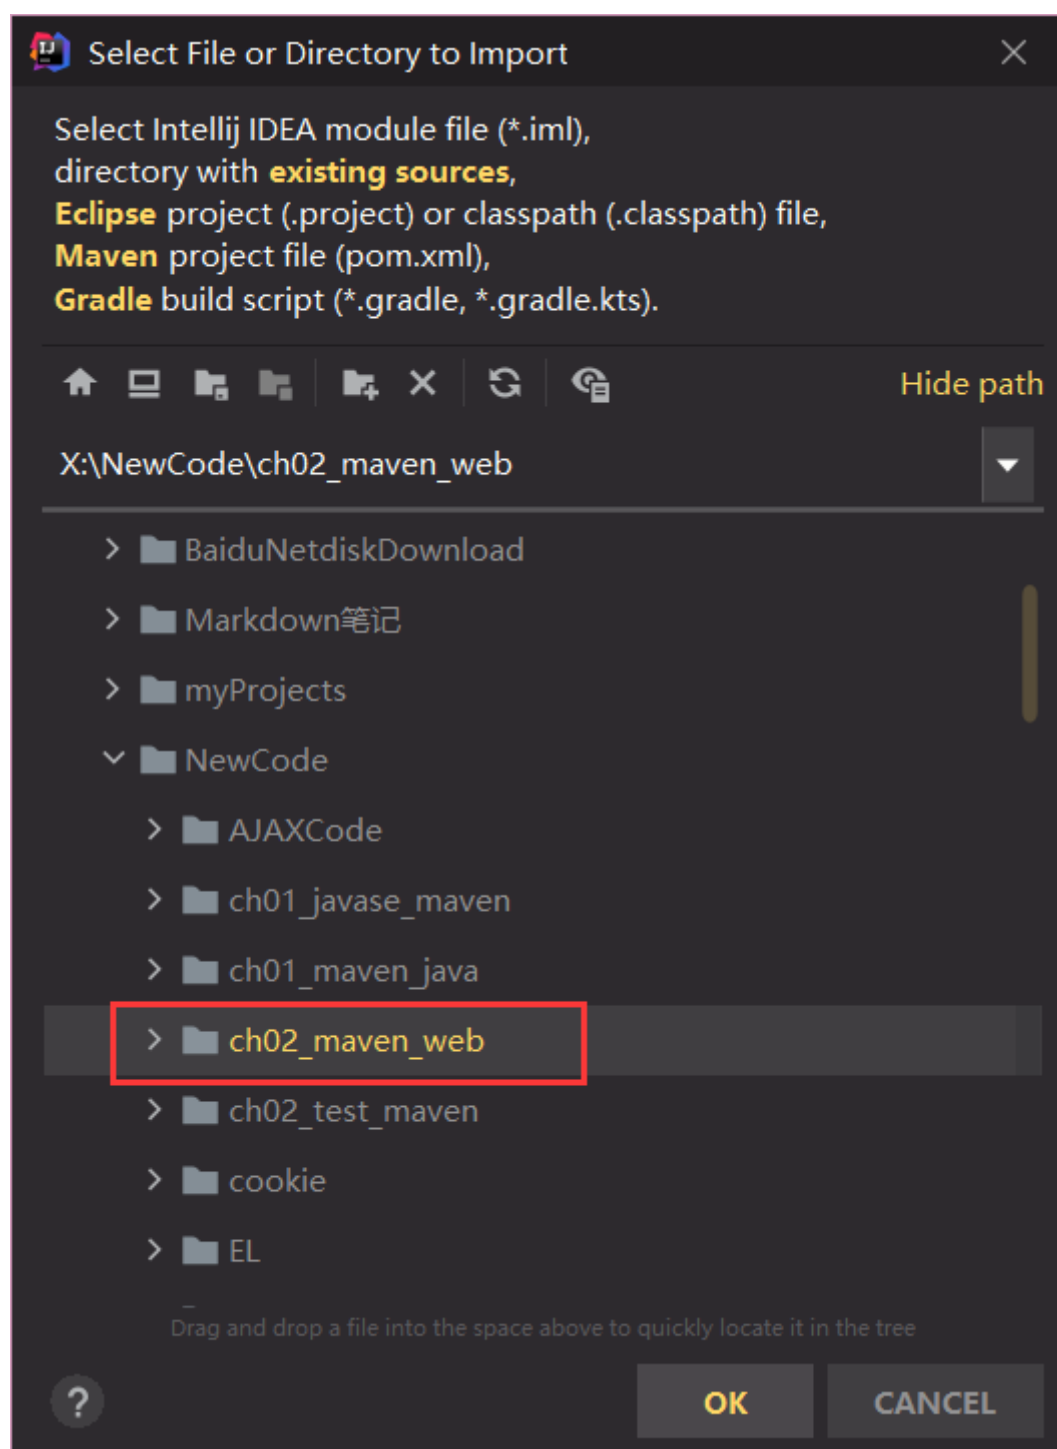 Select File or Directory to Import
Select Intellij IDEA module file (*.iml),
directory with existing sources,
Eclipse project (.project) or classpath (.classpath) file,
Maven project file (pom.xml),
Gradle build script (*.gradle, *.gradle.kts).
Hide path
X:\NewCode\ch02_maven_web
BaiduNetdiskDownload
Markdown笔记
myProjects
NewCode
AJAXCode
ch01_javase_maven
ch01_maven_java
ch02_maven_web
ch02_test_maven
cookie
EL
Drag and drop a file into the space above to quickly locate it in the tree
? OK CANCEL